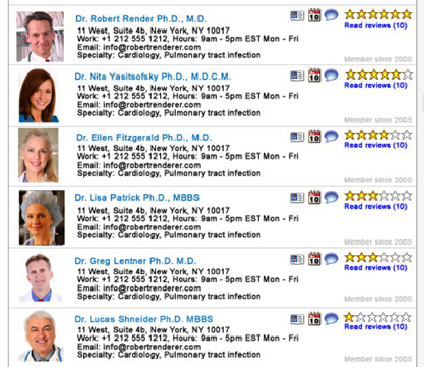 Dr. Robert Render Ph.D., M.D.
11 West, Suite 4b, New York, NY 10017
Work: +1 212 555 1212, Hours: 9am - 5pm EST Mon - Fri
Email: info@robertrenderer.com
Specialty: Cardiology, Pulmonary tract infection
10
Read reviews (10)
Member since 2005
Dr. Nita Yasitsofsky Ph.D., M.D.C.M.
11 West, Suite 4b, New York, NY 10017
Work: +1 212 555 1212, Hours: 9am - 5pm EST Mon - Fri
Email: info@robertrenderer.com
Specialty: Cardiology, Pulmonary tract infection
10
Read reviews (10)
Member since 2005
Dr. Ellen Fitzgerald Ph.D., M.D.
11 West, Suite 4b, New York, NY 10017
Work: +1 212 555 1212, Hours: 9am - 5pm EST Mon - Fri
Email: info@robertrenderer.com
Specialty: Cardiology, Pulmonary tract infection
10
Read reviews (10)
Member since 2005
Dr. Lisa Patrick Ph.D., MBBS
11 West, Suite 4b, New York, NY 10017
Work: +1 212 555 1212, Hours: 9am - 5pm EST Mon - Fri
Email: info@robertrenderer.com
Specialty: Cardiology, Pulmonary tract infection
10
Read reviews (10)
Member since 2005
Dr. Greg Lentner Ph.D. M.D.
11 West, Suite 4b, New York, NY 10017
Work: +1 212 555 1212, Hours: 9am - 5pm EST Mon - Fri
Email: info@robertrenderer.com
Specialty: Cardiology, Pulmonary tract infection
10
Read reviews (10)
Member since 2005
Dr. Lucas Shneider Ph.D. MBBS
11 West, Suite 4b, New York, NY 10017
Work: +1 212 555 1212, Hours: 9am - 5pm EST Mon - Fri
Email: info@robertrenderer.com
Specialty: Cardiology, Pulmonary tract infection
10
Read reviews (10)
Member since 2005